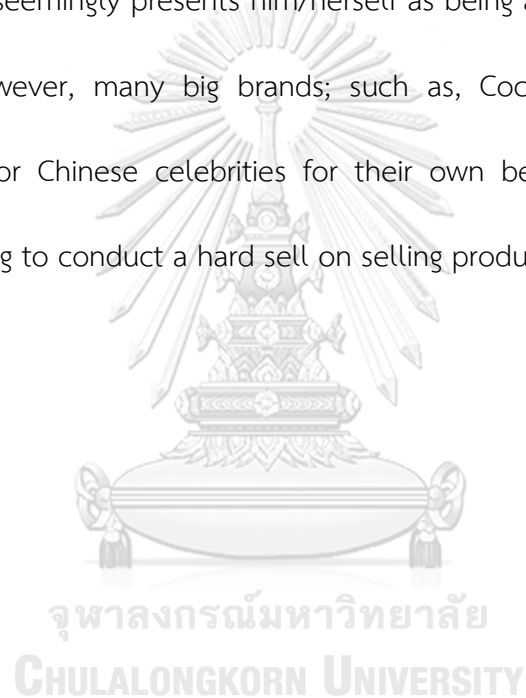 seemingly presents him/herself as being a
wever, many big brands; such as, Coc
or Chinese celebrities for their own be
g to conduct a hard sell on selling produ
จุฬาลงกรณ์มหาวิทยาลัย
CHULALONGKORN UNIVERSITY